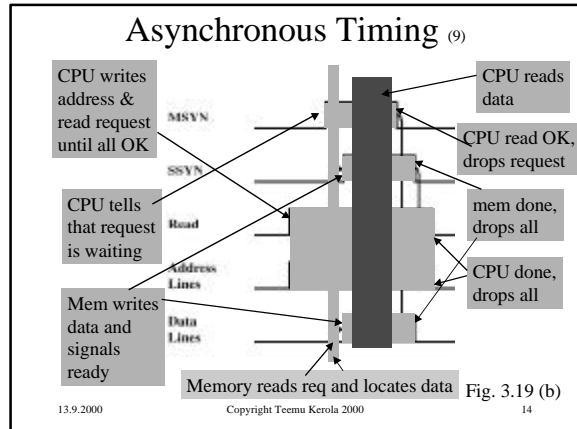 Asynchronous Timing (9)
CPU writes
address &
read request
until all OK
CPU reads
data
MSYN
CPU read OK,
drops request
SSYN
CPU tells
that request
is waiting
mem done,
drops all
Read
Address
Lines
CPU done,
drops all
Mem writes
data and
signals
ready
Data
Lines
Memory reads req and locates data
Fig. 3.19 (b)
13.9.2000
Copyright Teemu Kerola 2000
14